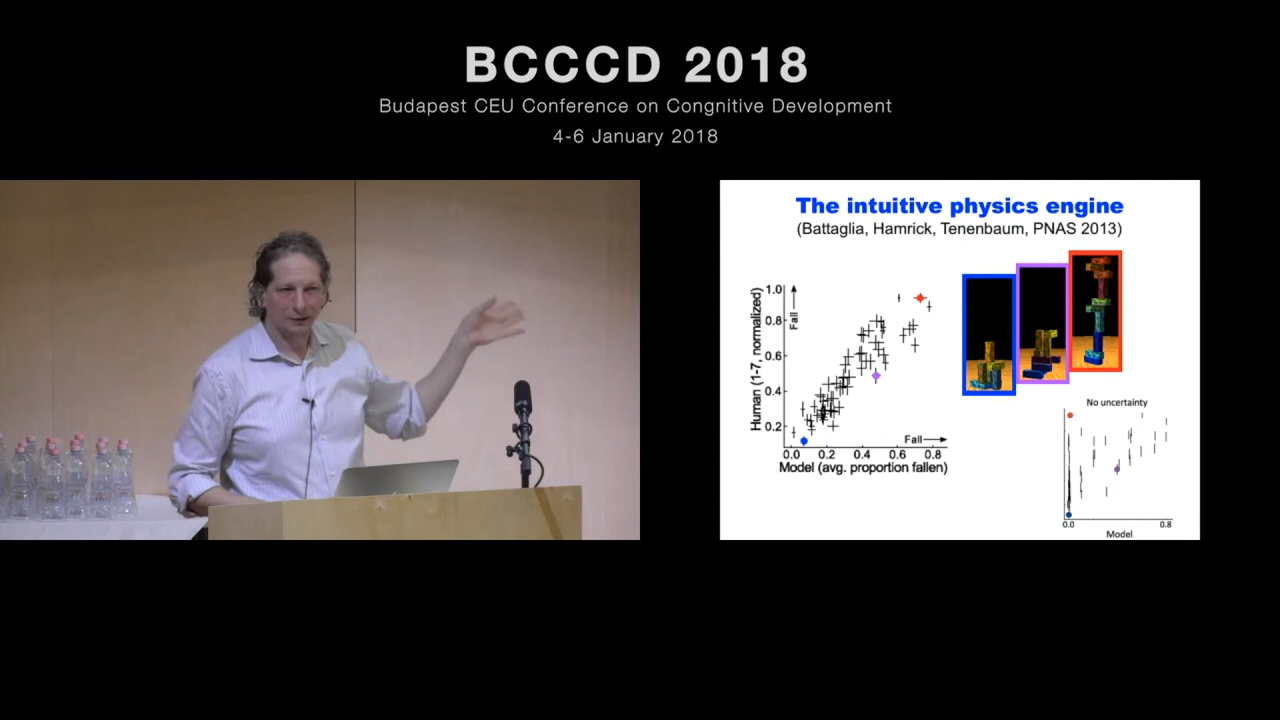 BCCCD 2018
Budapest CEU Conference on Congnitive Development
4-6 January 2018
The intuitive physics engine
(Battaglia, Hamrick, Tenenbaum, PNAS 2013)
Human (1-7, normalized)
1.0
0.8
0.6
0.4
0.2
Fall
Fall
0.0 0.2 0.4 0.6 0.8
Model (avg. proportion fallen)
No uncertainty
0.0 0.8
Model